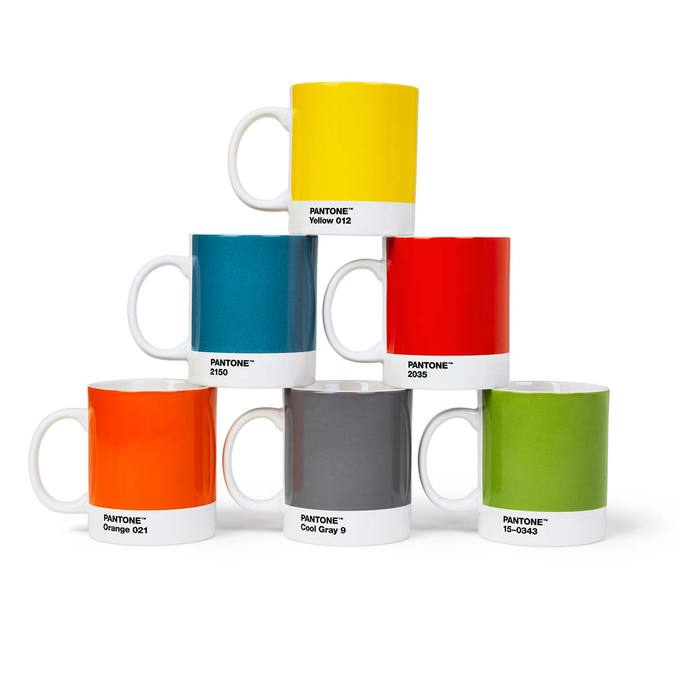 PANTONE™
Yellow 012
PANTONE™
2150
PANTONE™
2035
PANTONE™
Orange 021
PANTONE™
Cool Gray 9
PANTONE™
15-0343